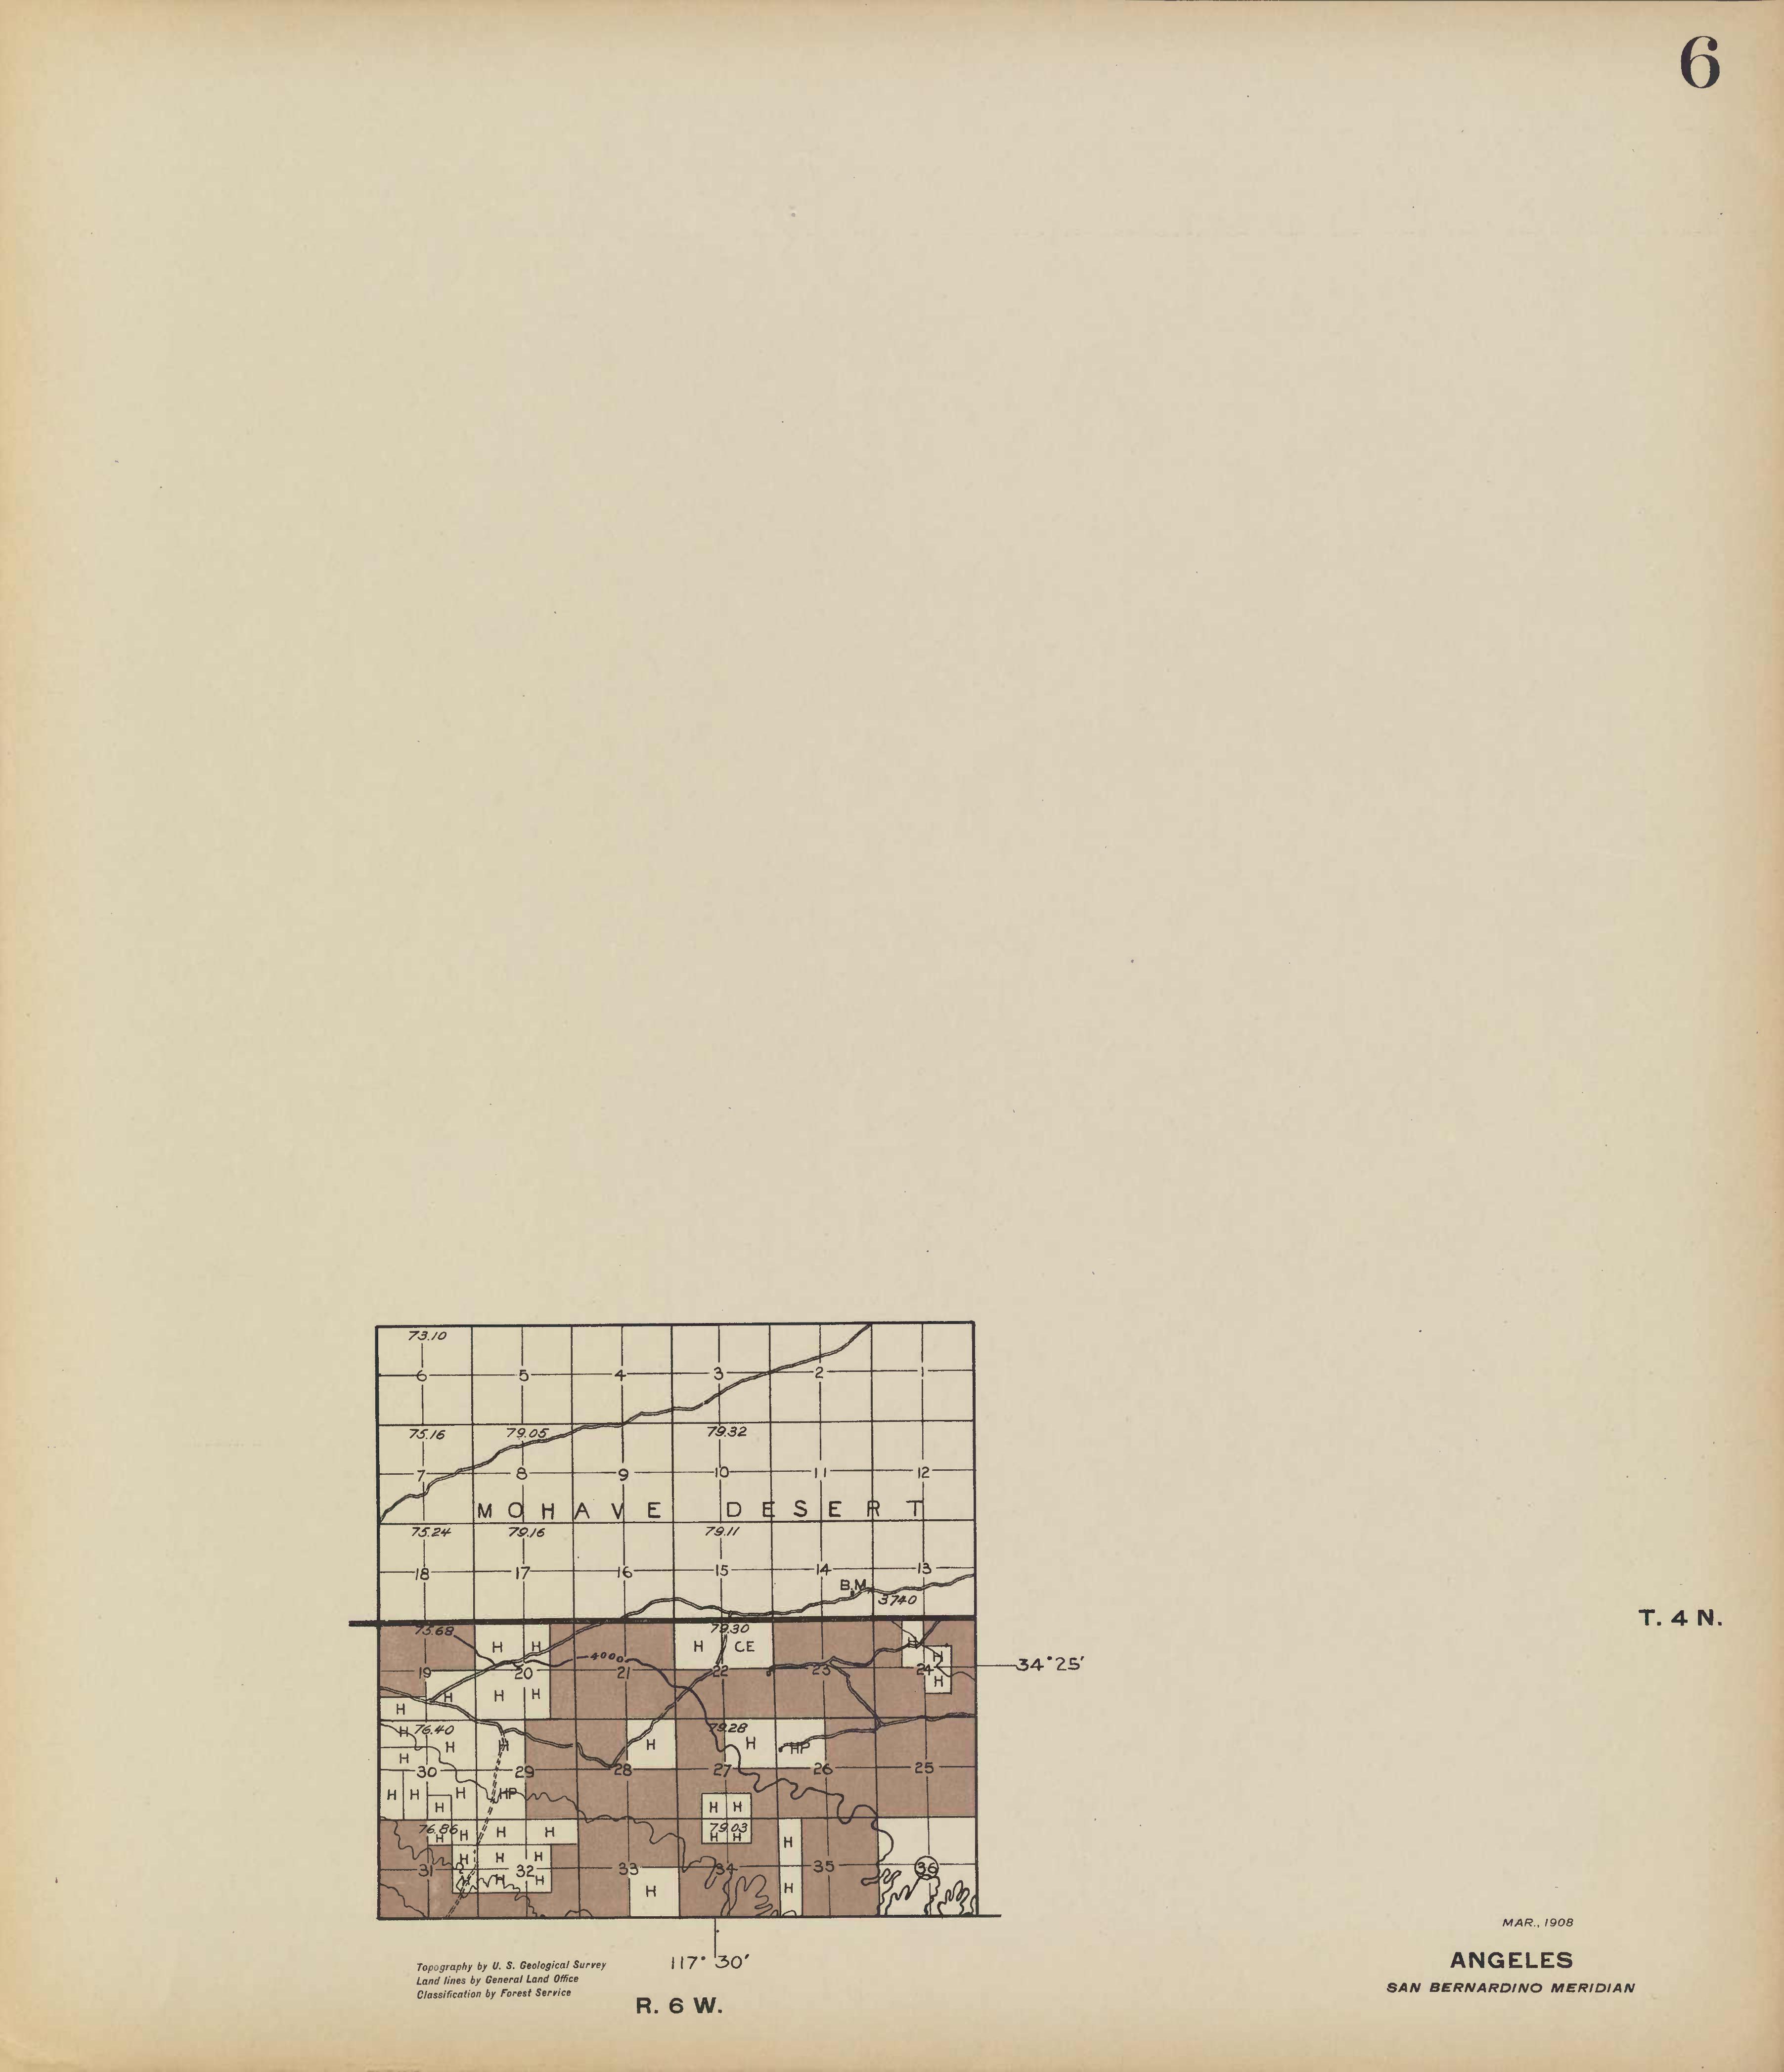 6
73.10
6 5 4 3 2 1
75.16 79.05 79.32
7 8 9 10 11 12
MOHAVE DESERT
75.24 79.16 79.11
18 17 16 15 14 13
B.M.
3740
T. 4 N.
75.68 79.30
H H H CE H
4000
H
34°25'
19 20 21 22 23 24
H
H H H
H
76.40 79.28
H
H H H H HP
H
30 29 28 27 26 25
H H H HP
H H H
76.86 79.03
H H H H H H H
H H H
31 32 33 34 35 36
H H
H H
MAR., 1908
117° 30'
ANGELES
SAN BERNARDINO MERIDIAN
Topography by U. S. Geological Survey
Land lines by General Land Office
Classification by Forest Service
R. 6 W.